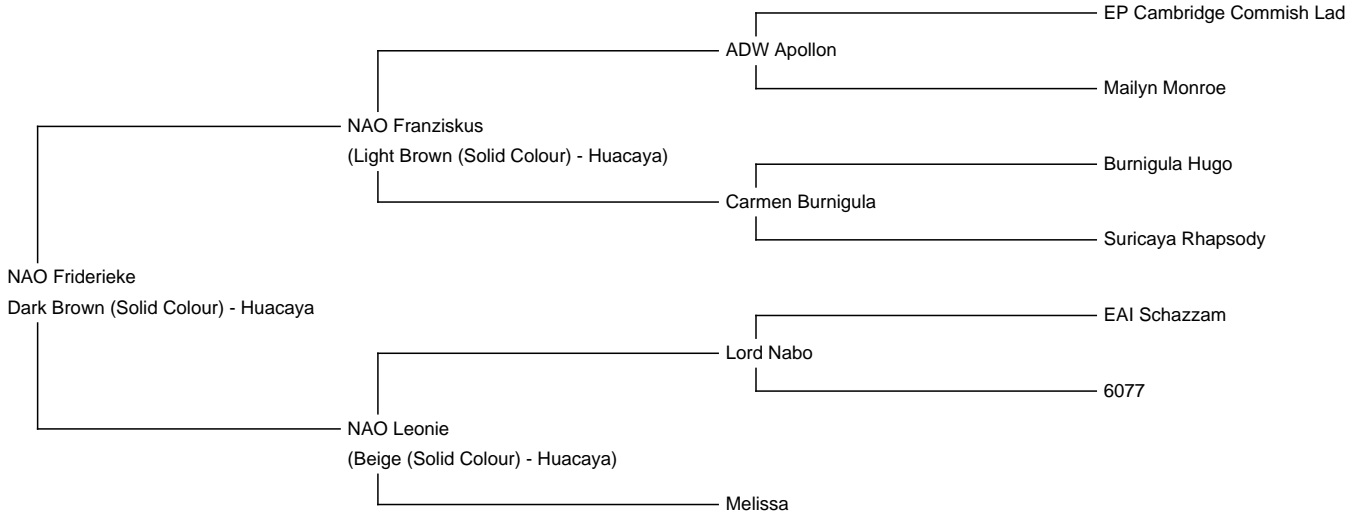 EP Cambridge Commish Lad
ADW Apollon
Mailyn Monroe
NAO Franziskus
(Light Brown (Solid Colour) - Huacaya)
Burnigula Hugo
Carmen Burnigula
Suricaya Rhapsody
NAO Friderieke
Dark Brown (Solid Colour) - Huacaya
EAI Schazzam
Lord Nabo
6077
NAO Leonie
(Beige (Solid Colour) - Huacaya)
Melissa